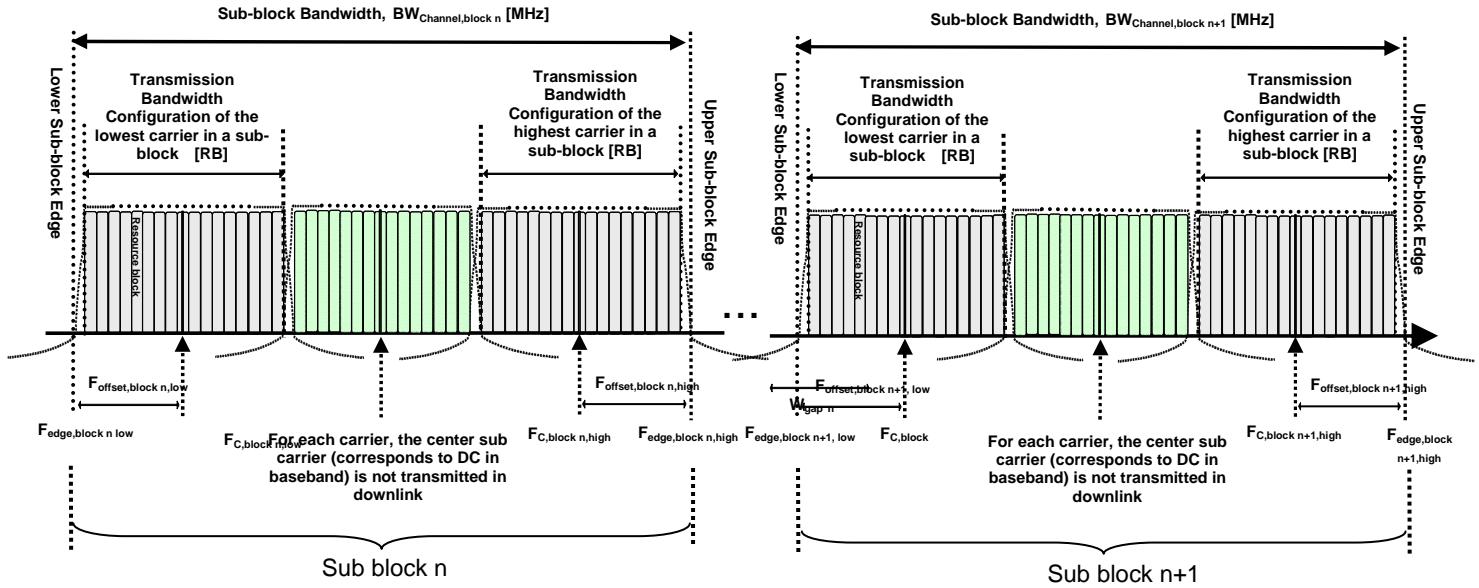 Sub-block Bandwidth, BWChannel,block n [MHz]
Lower Sub-block Edge
Transmission
Bandwidth
Configuration of the
lowest carrier in a sub-
block [RB]
Transmission
Bandwidth
Configuration of the
highest carrier in a
sub-block [RB]
Upper Sub-block Edge
Resource block
...
Foffset,block n,low
Foffset,block n,high
Fedge,block n low
FC,block n,low
FC,block n,high
Fedge,block n,high
For each carrier, the center sub
carrier (corresponds to DC in
baseband) is not transmitted in
downlink
Sub block n
Sub-block Bandwidth, BWChannel,block n+1 [MHz]
Lower Sub-block Edge
Transmission
Bandwidth
Configuration of the
lowest carrier in a
sub-block [RB]
Transmission
Bandwidth
Configuration of the
highest carrier in a
sub-block [RB]
Upper Sub-block Edge
Resource block
Foffset,block n+1, low
Wgap n
Foffset,block n+1,high
Fedge,block n+1, low
FC,block
FC,block n+1,high
Fedge,block
n+1,high
For each carrier, the center sub
carrier (corresponds to DC in
baseband) is not transmitted in
downlink
Sub block n+1